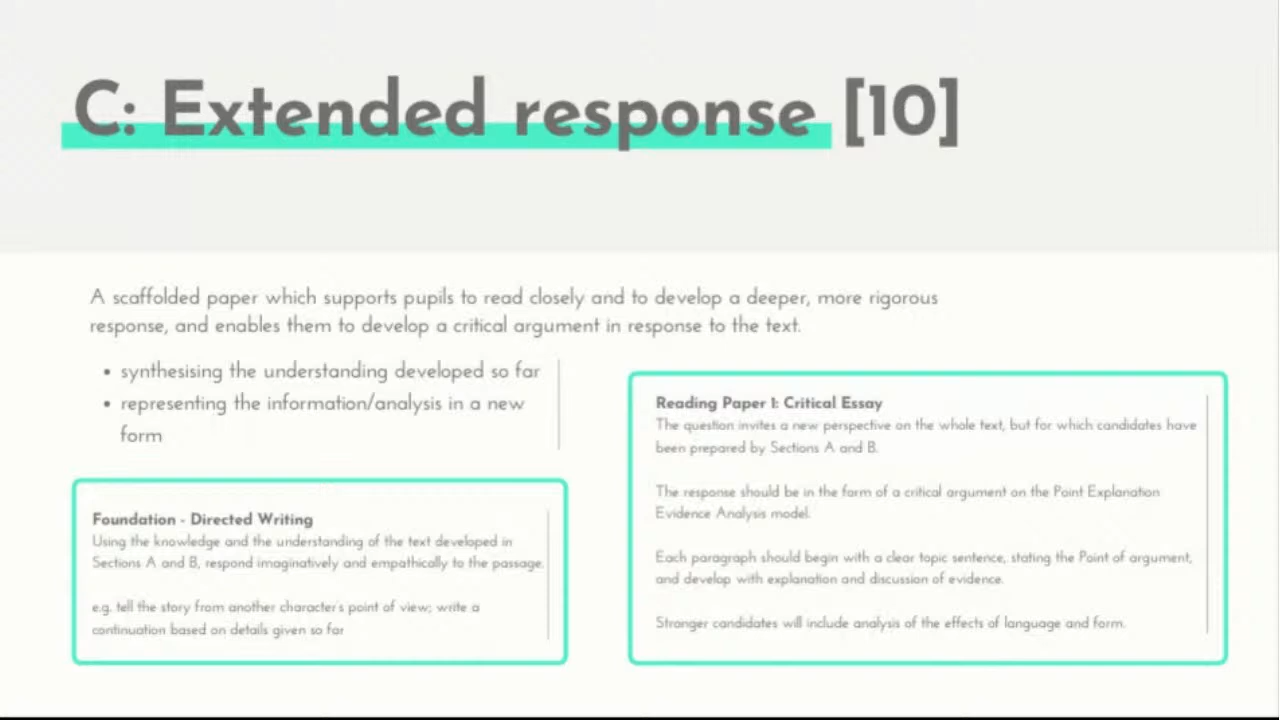 C: Extended response [10]
A scaffolded paper which supports pupils to read closely and to develop a deeper, more rigorous
response, and enables them to develop a critical argument in response to the text.
• synthesising the understanding developed so far
• representing the information/analysis in a new
form
Foundation - Directed Writing
Using the knowledge and the understanding of the text developed in
Sections A and B, respond imaginatively and empathically to the passage.
e.g. tell the story from another character's point of view; write a
continuation based on details given so far
Reading Paper 1: Critical Essay
The question invites a new perspective on the whole text, but for which candidates have
been prepared by Sections A and B.
The response should be in the form of a critical argument on the Point Explanation
Evidence Analysis model.
Each paragraph should begin with a clear topic sentence, stating the Point of argument,
and develop with explanation and discussion of evidence.
Stronger candidates will include analysis of the effects of language and form.